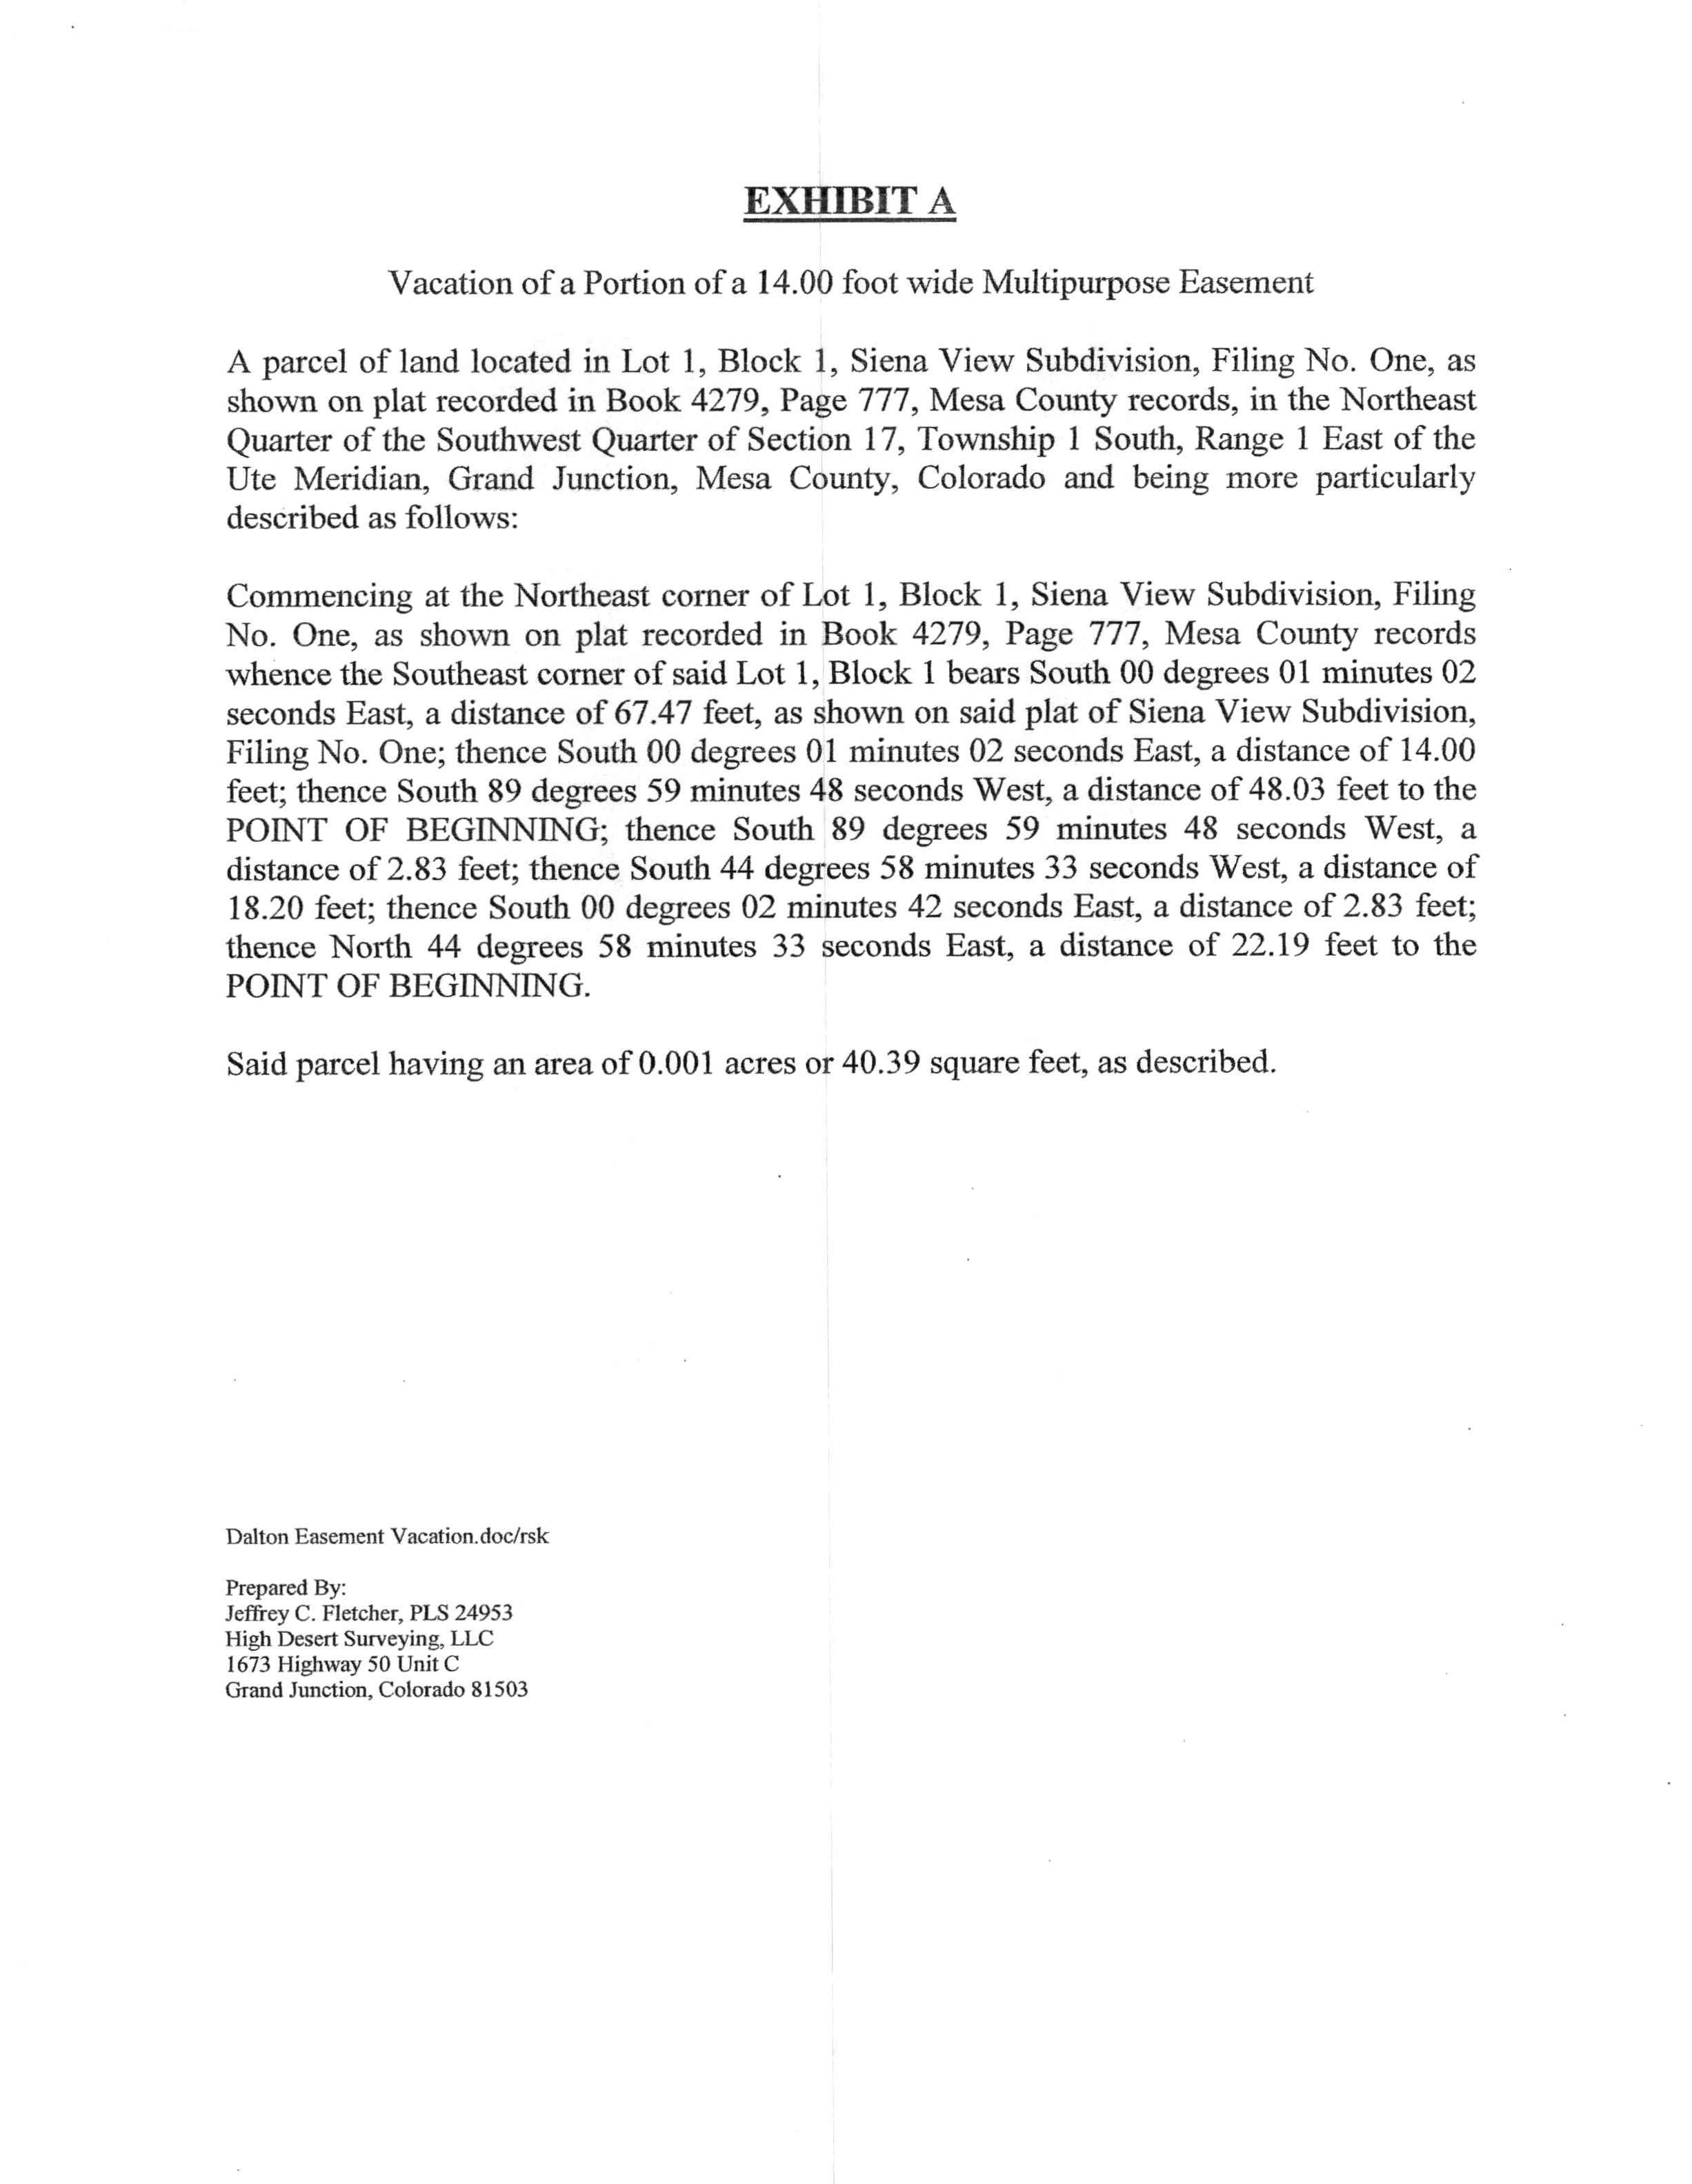 EXHIBIT A
Vacation of a Portion of a 14.00 foot wide Multipurpose Easement
A parcel of land located in Lot 1, Block 1, Siena View Subdivision, Filing No. One, as
shown on plat recorded in Book 4279, Page 777, Mesa County records, in the Northeast
Quarter of the Southwest Quarter of Section 17, Township 1 South, Range 1 East of the
Ute Meridian, Grand Junction, Mesa County, Colorado and being more particularly
described as follows:
Commencing at the Northeast corner of Lot 1, Block 1, Siena View Subdivision, Filing
No. One, as shown on plat recorded in Book 4279, Page 777, Mesa County records
whence the Southeast corner of said Lot 1, Block 1 bears South 00 degrees 01 minutes 02
seconds East, a distance of 67.47 feet, as shown on said plat of Siena View Subdivision,
Filing No. One; thence South 00 degrees 01 minutes 02 seconds East, a distance of 14.00
feet; thence South 89 degrees 59 minutes 48 seconds West, a distance of 48.03 feet to the
POINT OF BEGINNING; thence South 89 degrees 59 minutes 48 seconds West, a
distance of 2.83 feet; thence South 44 degrees 58 minutes 33 seconds West, a distance of
18.20 feet; thence South 00 degrees 02 minutes 42 seconds East, a distance of 2.83 feet;
thence North 44 degrees 58 minutes 33 seconds East, a distance of 22.19 feet to the
POINT OF BEGINNING.
Said parcel having an area of 0.001 acres or 40.39 square feet, as described.
Dalton Easement Vacation.doc/rsk
Prepared By:
Jeffrey C. Fletcher, PLS 24953
High Desert Surveying, LLC
1673 Highway 50 Unit C
Grand Junction, Colorado 81503